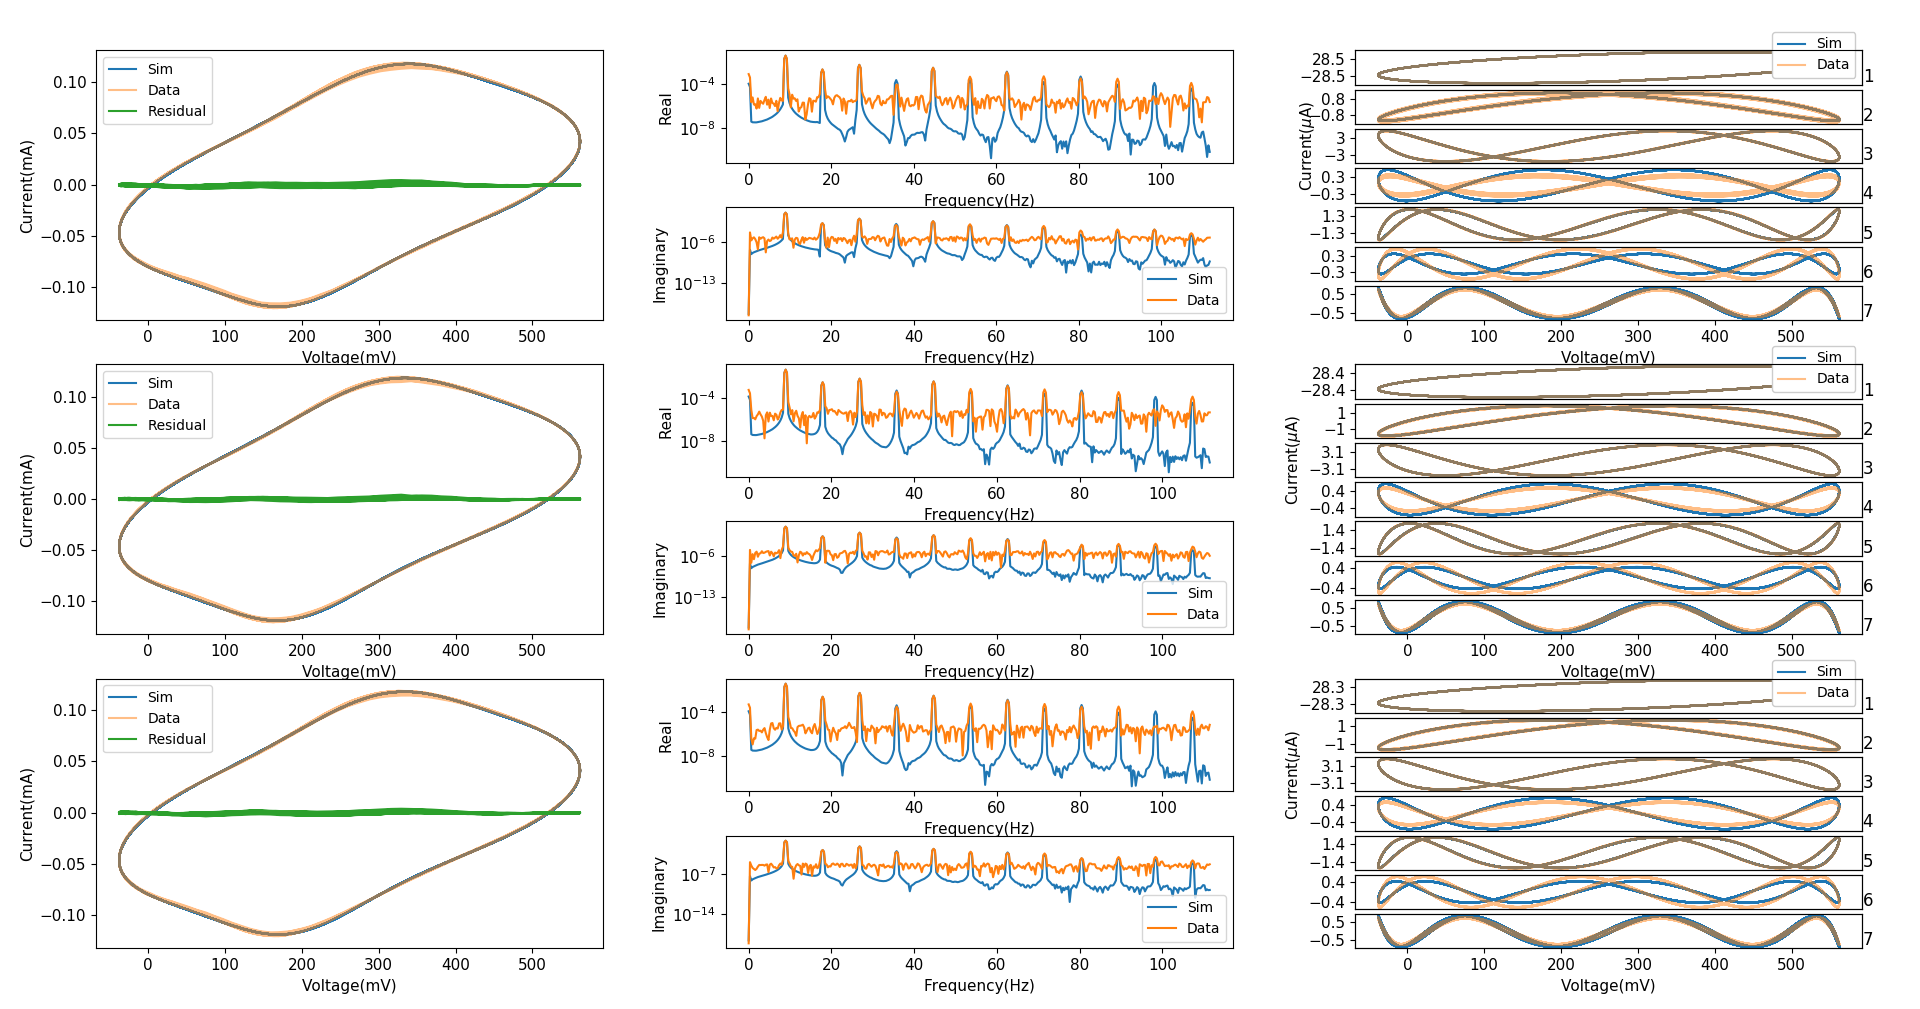 Sim
Data
Residual
Current(mA)
0.10
0.05
0.00
−0.05
−0.10
0 100 200 300 400 500
Voltage(mV)
Real
10⁻⁴
10⁻⁸
0 20 40 60 80 100
Frequency(Hz)
Imaginary
10⁻⁶
10⁻¹³
Sim
Data
0 20 40 60 80 100
Frequency(Hz)
Sim
Data
Current(μA)
28.5
−28.5
1
0.8
−0.8
2
3
−3
3
0.3
−0.3
4
1.3
−1.3
5
0.3
−0.3
6
0.5
−0.5
7
0 100 200 300 400 500
Voltage(mV)
Sim
Data
Residual
Current(mA)
0.10
0.05
0.00
−0.05
−0.10
0 100 200 300 400 500
Voltage(mV)
Real
10⁻⁴
10⁻⁸
0 20 40 60 80 100
Frequency(Hz)
Imaginary
10⁻⁶
10⁻¹³
Sim
Data
0 20 40 60 80 100
Frequency(Hz)
Sim
Data
Current(μA)
28.4
−28.4
1
1
−1
2
3.1
−3.1
3
0.4
−0.4
4
1.4
−1.4
5
0.4
−0.4
6
0.5
−0.5
7
0 100 200 300 400 500
Voltage(mV)
Sim
Data
Residual
Current(mA)
0.10
0.05
0.00
−0.05
−0.10
0 100 200 300 400 500
Voltage(mV)
Real
10⁻⁴
10⁻⁸
0 20 40 60 80 100
Frequency(Hz)
Imaginary
10⁻⁷
10⁻¹⁴
Sim
Data
0 20 40 60 80 100
Frequency(Hz)
Sim
Data
Current(μA)
28.3
−28.3
1
1
−1
2
3.1
−3.1
3
0.4
−0.4
4
1.4
−1.4
5
0.4
−0.4
6
0.5
−0.5
7
0 100 200 300 400 500
Voltage(mV)